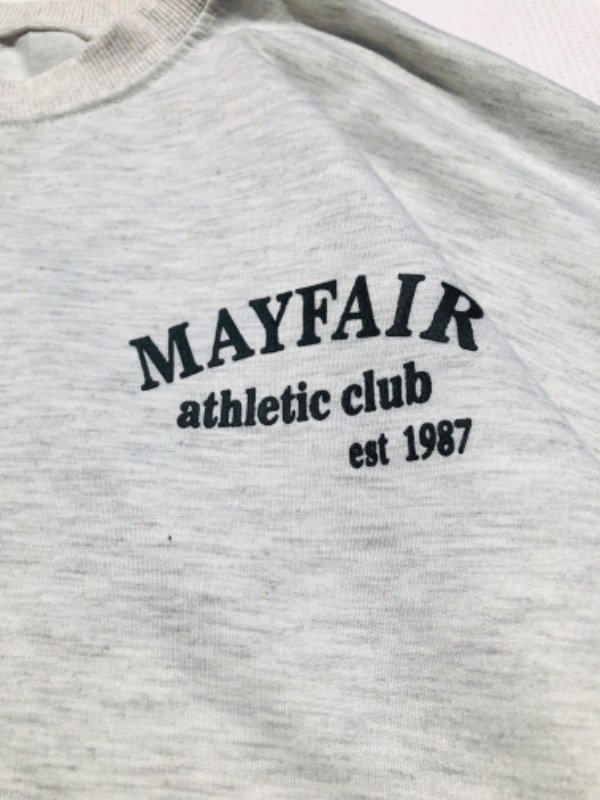 MAYFAIR
athletic club
est 1987